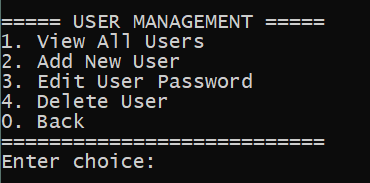 ===== USER MANAGEMENT =====
1. View All Users
2. Add New User
3. Edit User Password
4. Delete User
0. Back
===========================
Enter choice: